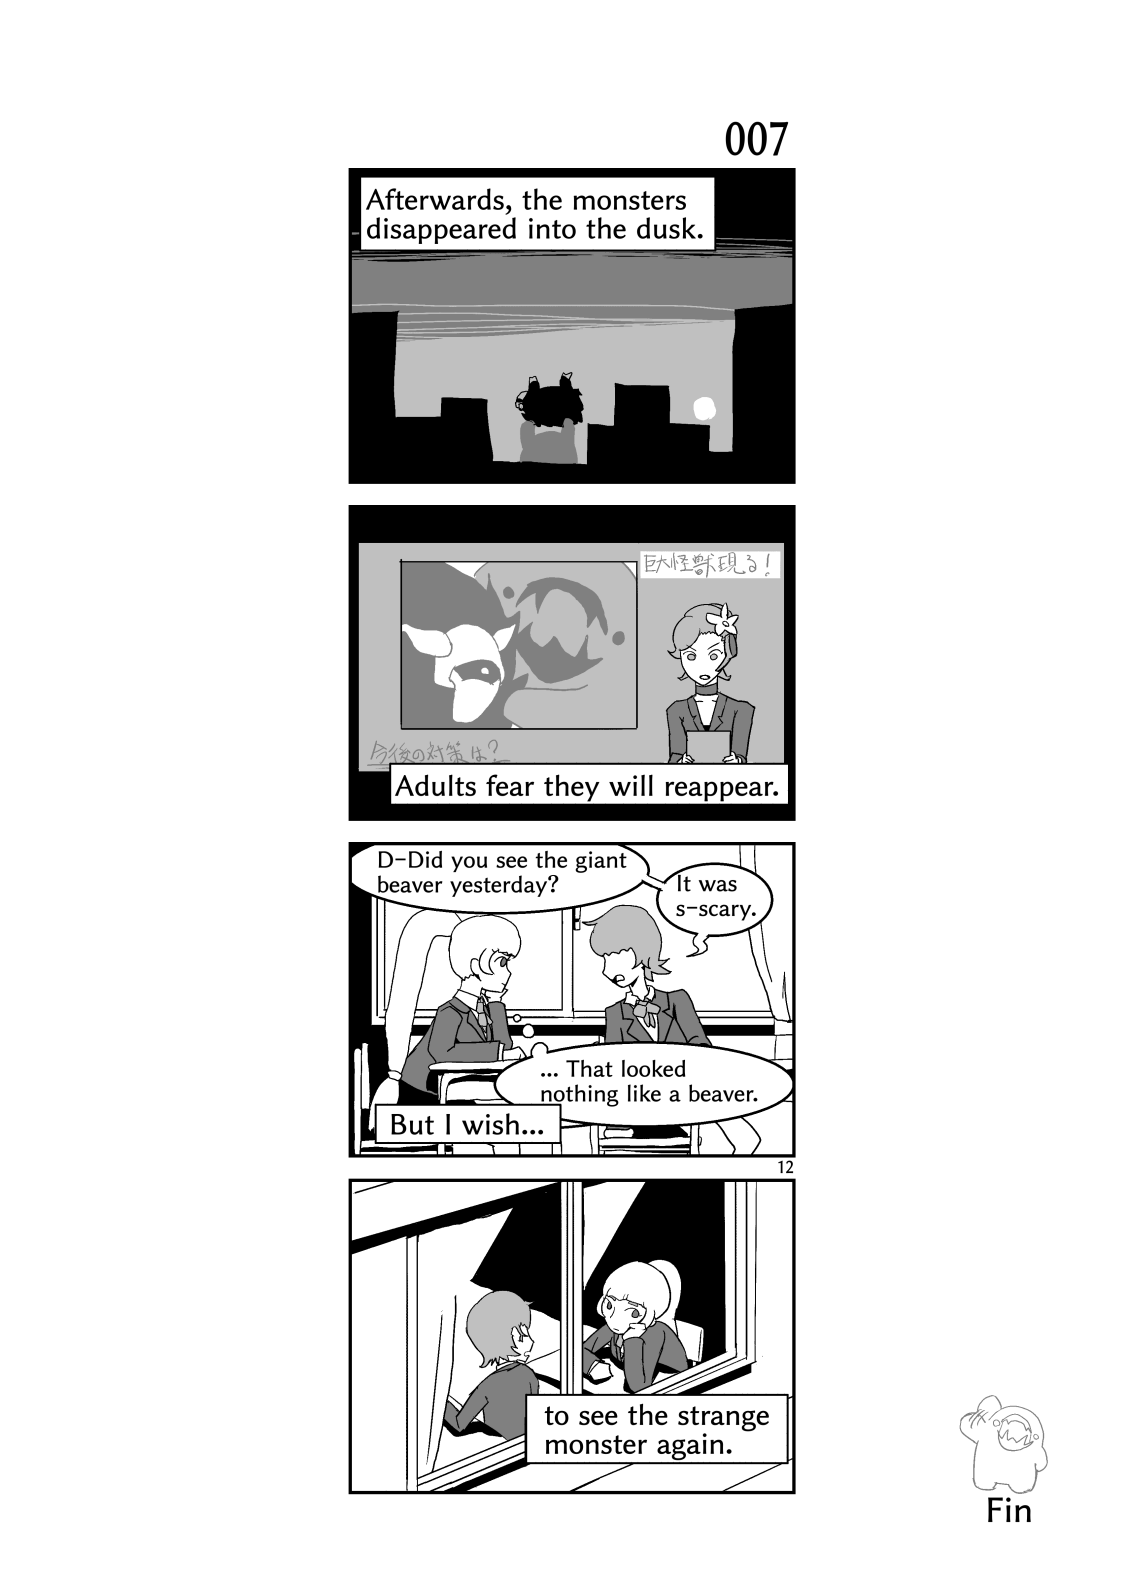 007
Afterwards, the monsters
disappeared into the dusk.
巨大怪獣現る!
今後の対策は?
Adults fear they will reappear.
D-Did you see the giant
beaver yesterday?
It was
s-scary.
... That looked
nothing like a beaver.
But I wish...
12
to see the strange
monster again.
Fin